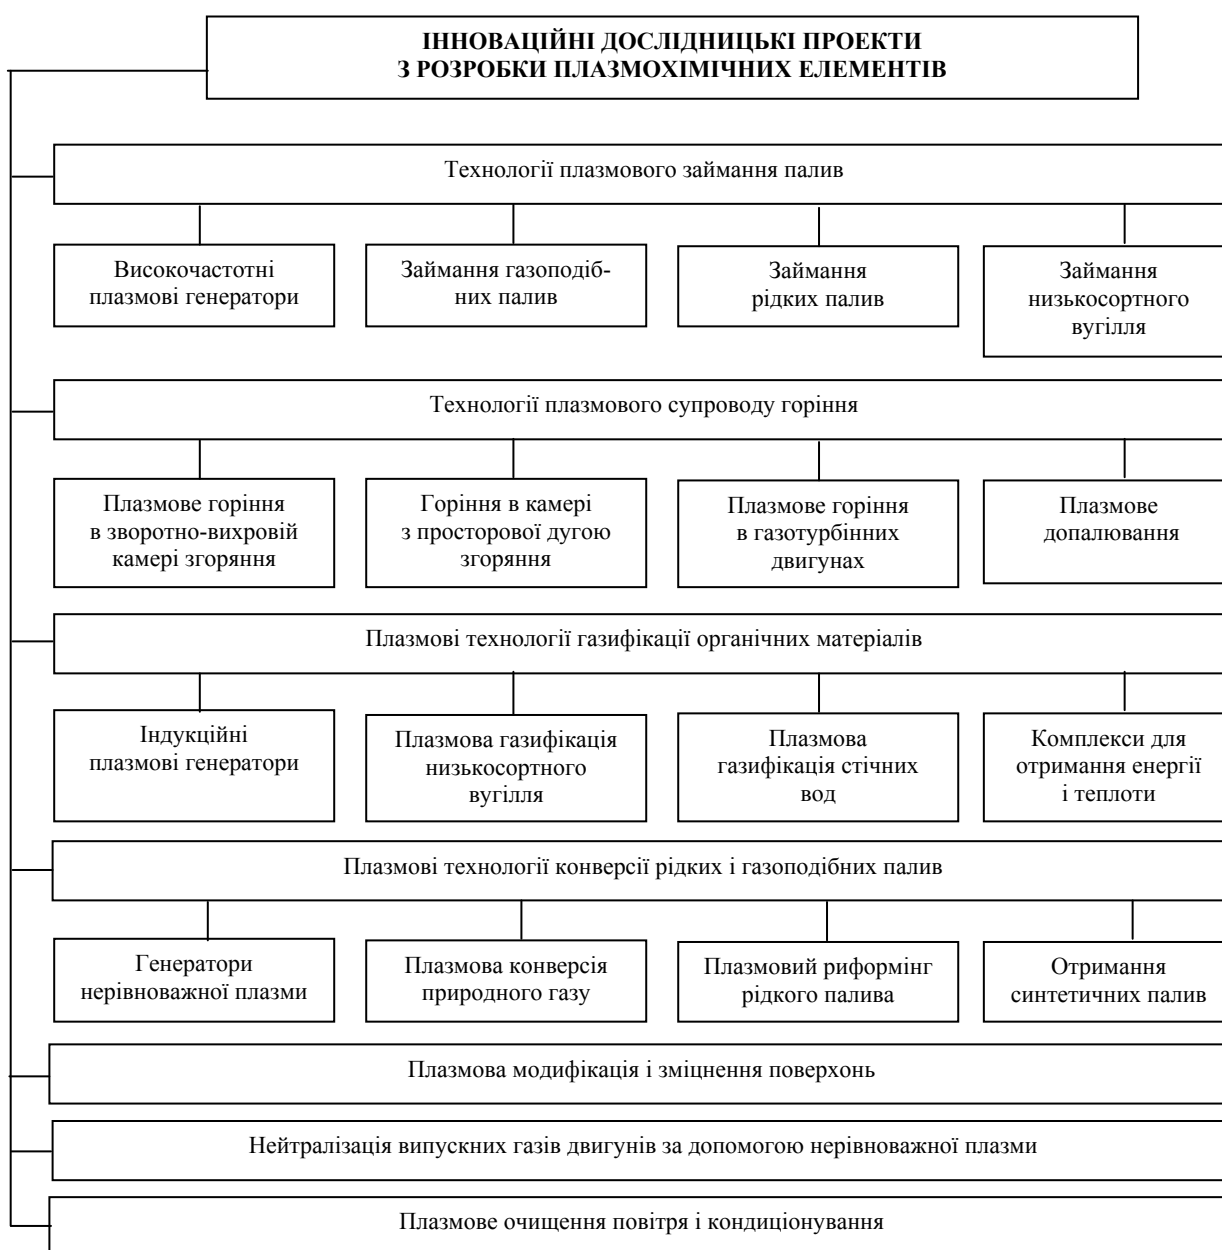 ІННОВАЦІЙНІ ДОСЛІДНИЦЬКІ ПРОЕКТИ
З РОЗРОБКИ ПЛАЗМОХІМІЧНИХ ЕЛЕМЕНТІВ
Технології плазмового займання палив
Високочастотні
плазмові генератори
Займання газоподіб-
них палив
Займання
рідких палив
Займання
низькосортного
вугілля
Технології плазмового супроводу горіння
Плазмове горіння
в зворотно-вихровій
камері згоряння
Горіння в камері
з просторової дугою
згоряння
Плазмове горіння
в газотурбінних
двигунах
Плазмове
допалювання
Плазмові технології газифікації органічних матеріалів
Індукційні
плазмові генератори
Плазмова газифікація
низькосортного
вугілля
Плазмова
газифікація стічних
вод
Комплекси для
отримання енергії
і теплоти
Плазмові технології конверсії рідких і газоподібних палив
Генератори
нерівноважної плазми
Плазмова конверсія
природного газу
Плазмовий риформінг
рідкого палива
Отримання
синтетичних палив
Плазмова модифікація і зміцнення поверхонь
Нейтралізація випускних газів двигунів за допомогою нерівноважної плазми
Плазмове очищення повітря і кондиціонування